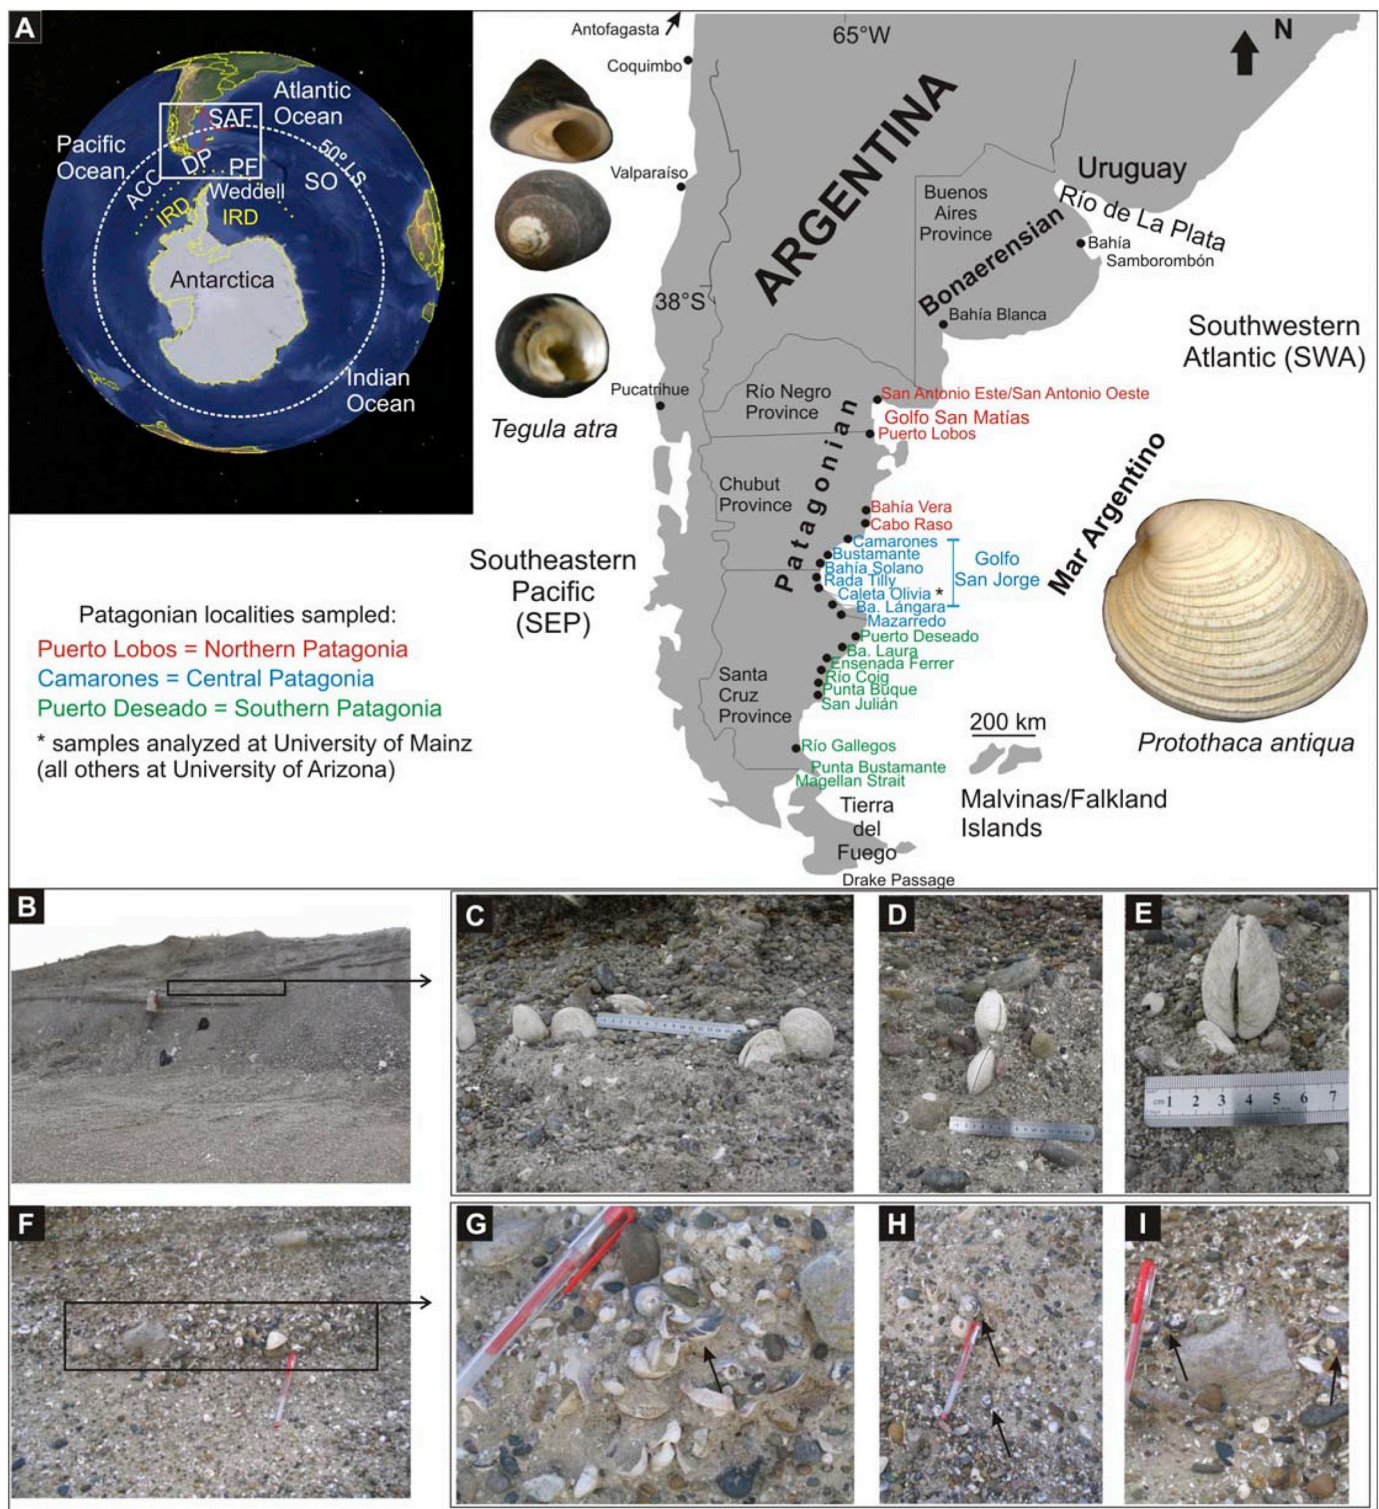 A
Atlantic
Ocean
Pacific
Ocean
SAF
DP
PF
50° LS
ACC
SO
Weddell
IRD
IRD
Antarctica
Indian
Ocean
Antofagasta
Coquimbo
Valparaíso
38°S
Pucatrihue
65°W
N
ARGENTINA
Uruguay
Río de La Plata
Buenos
Aires
Province
Bonaerensian
Bahía
Samborombón
Bahía Blanca
Southwestern
Atlantic (SWA)
Tegula atra
Río Negro
Province
San Antonio Este/San Antonio Oeste
Golfo San Matías
Puerto Lobos
Patagonian
Chubut
Province
Bahía Vera
Cabo Raso
Camarones
Bustamante
Bahía Solano
Rada Tilly
Caleta Olivia *
Ba. Lángara
Mazarredo
Golfo
San Jorge
Mar Argentino
Puerto Deseado
Ba. Laura
Ensenada Ferrer
Río Coig
Punta Buque
San Julián
Santa
Cruz
Province
Río Gallegos
Punta Bustamante
Magellan Strait
Tierra
del
Fuego
Drake Passage
200 km
Malvinas/Falkland
Islands
Protothaca antiqua
Southeastern
Pacific
(SEP)
Patagonian localities sampled:
Puerto Lobos = Northern Patagonia
Camarones = Central Patagonia
Puerto Deseado = Southern Patagonia
* samples analyzed at University of Mainz
(all others at University of Arizona)
B
C
D
E
cm 1 2 3 4 5 6 7
F
G
H
I